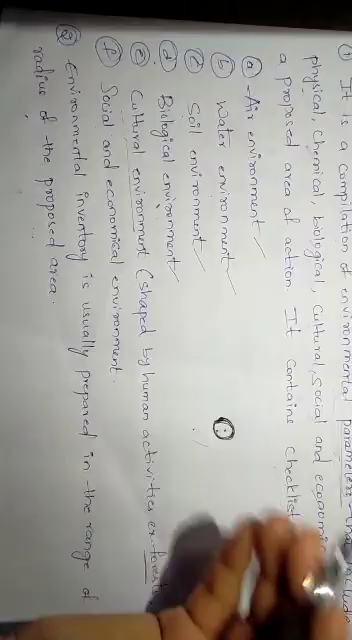 ① It is a compilation of environmental parameters that include
physical, chemical, biological, cultural, social and economic
a proposed area of action. It contains checklist
ⓐ Air environment
ⓑ Water environment
ⓒ Soil environment
ⓓ Biological environment
ⓔ Cultural environment (shaped by human activities ex- forest
ⓕ Social and economical environment.
② Environmental inventory is usually prepared in the range of
radius of the proposed area.